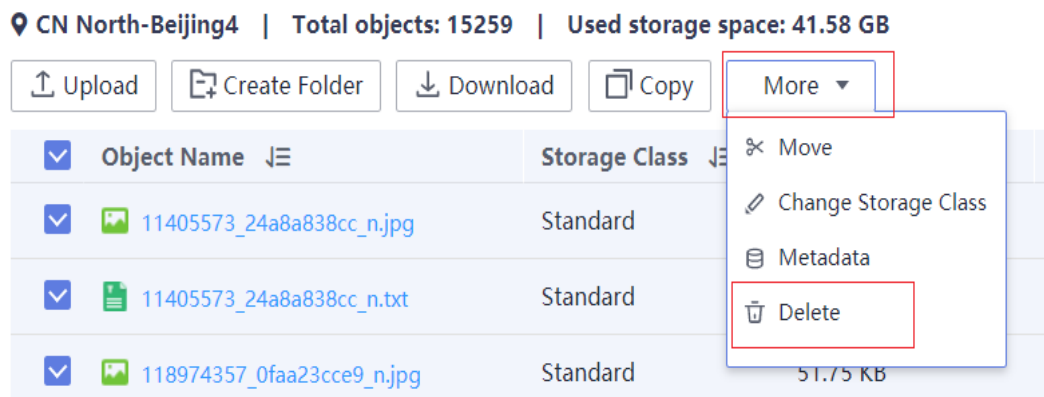 CN North-Beijing4 | Total objects: 15259 | Used storage space: 41.58 GB
Upload Create Folder Download Copy More
Object Name Storage Class
Move
11405573_24a8a838cc_n.jpg Standard Change Storage Class
Metadata
11405573_24a8a838cc_n.txt Standard Delete
118974357_0faa23cce9_n.jpg Standard 51.75 KB